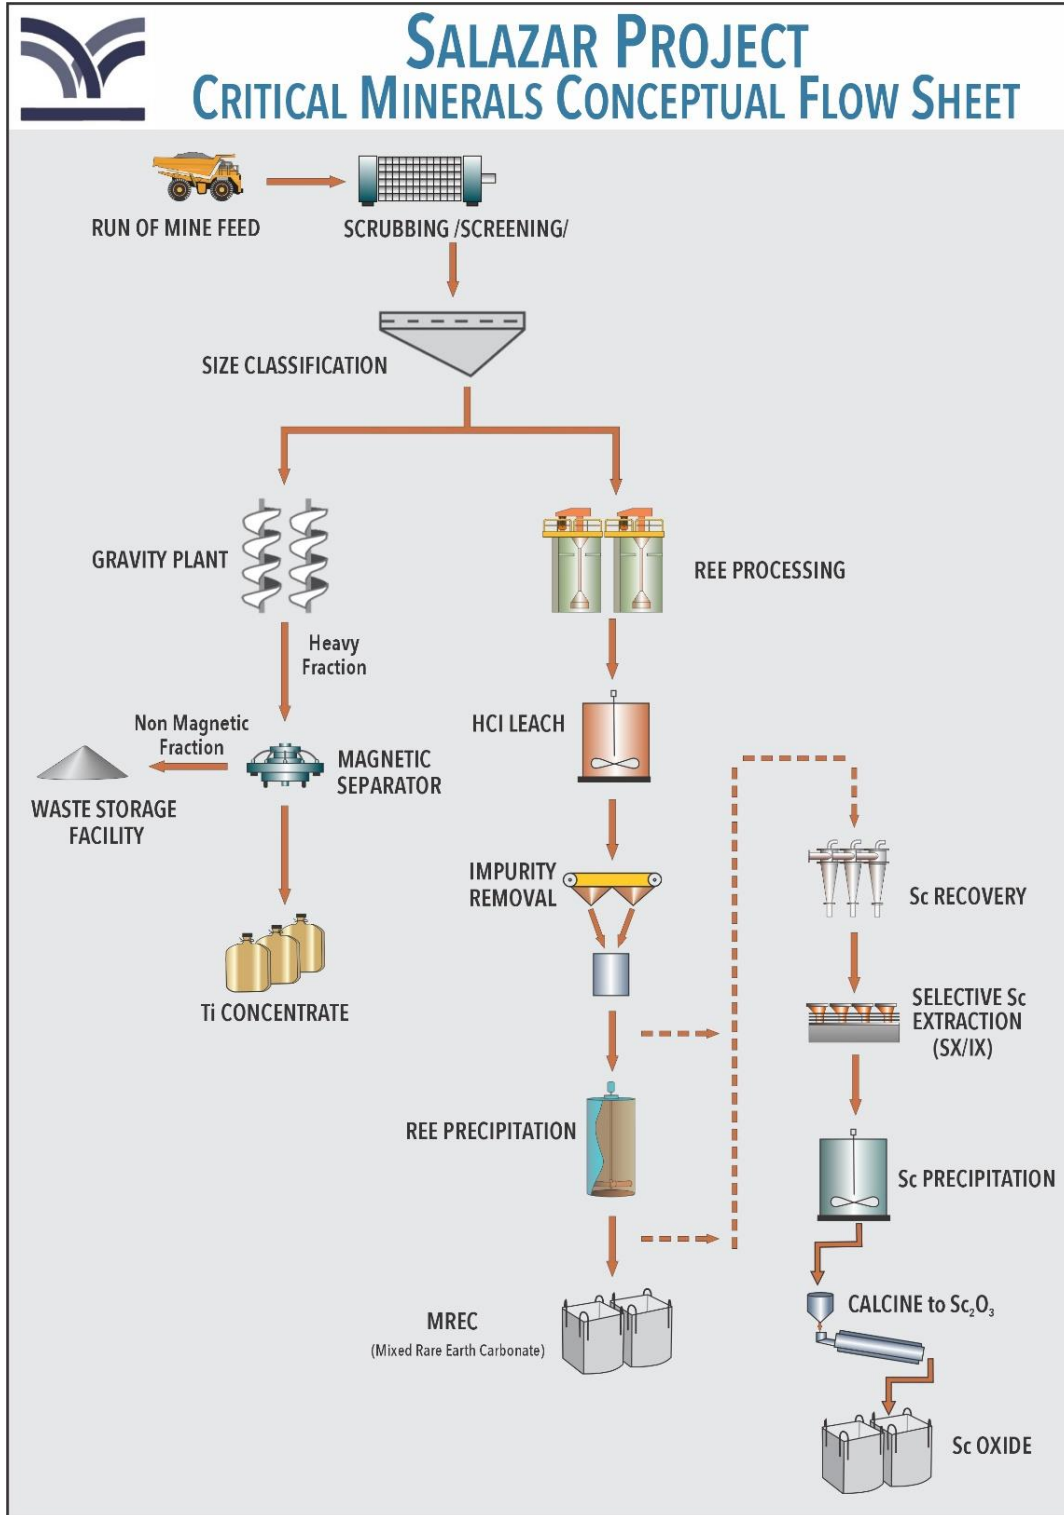 SALAZAR PROJECT
CRITICAL MINERALS CONCEPTUAL FLOW SHEET
RUN OF MINE FEED
SCRUBBING /SCREENING/
SIZE CLASSIFICATION
GRAVITY PLANT
REE PROCESSING
Heavy
Fraction
HCl LEACH
Non Magnetic
Fraction
MAGNETIC
SEPARATOR
WASTE STORAGE
FACILITY
IMPURITY
REMOVAL
Sc RECOVERY
Ti CONCENTRATE
SELECTIVE Sc
EXTRACTION
(SX/IX)
REE PRECIPITATION
Sc PRECIPITATION
CALCINE to Sc₂O₃
MREC
(Mixed Rare Earth Carbonate)
Sc OXIDE